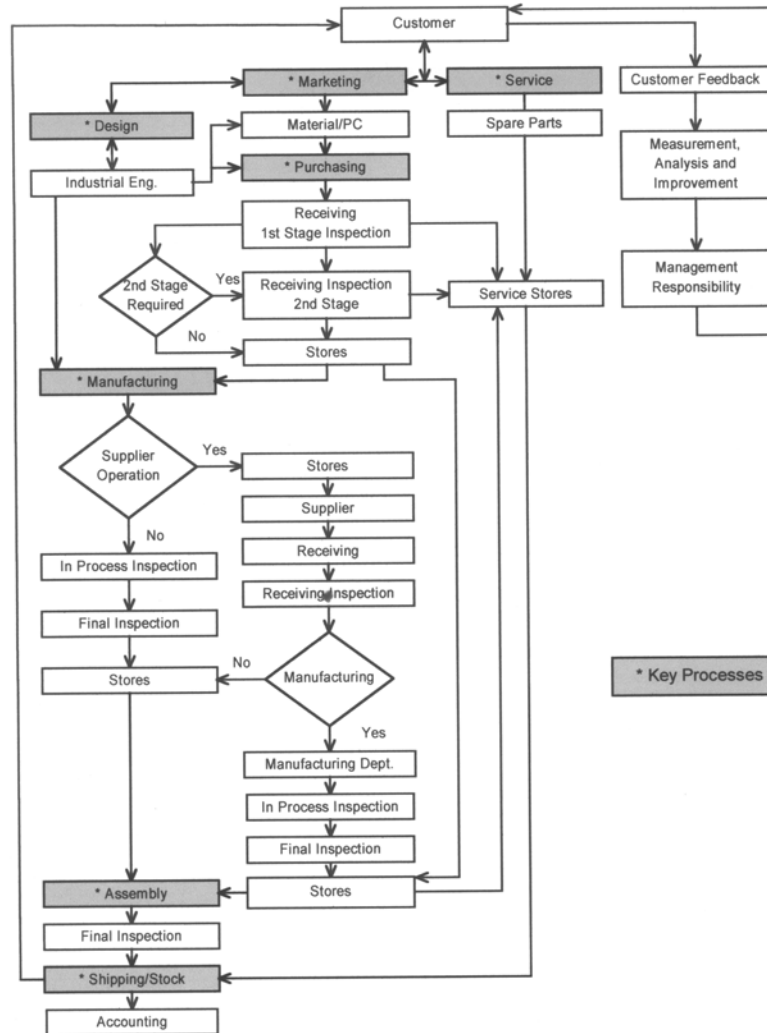 Customer
* Marketing
* Service
Customer Feedback
* Design
Material/PC
Spare Parts
Measurement,
Analysis and
Improvement
* Purchasing
Industrial Eng.
Receiving
1st Stage Inspection
2nd Stage
Required
Yes
Receiving Inspection
2nd Stage
Service Stores
Management
Responsibility
No
Stores
* Manufacturing
Supplier
Operation
Yes
Stores
Supplier
No
Receiving
In Process Inspection
Receiving Inspection
Final Inspection
No
Stores
Manufacturing
* Key Processes
Yes
Manufacturing Dept.
In Process Inspection
Final Inspection
* Assembly
Stores
Final Inspection
* Shipping/Stock
Accounting